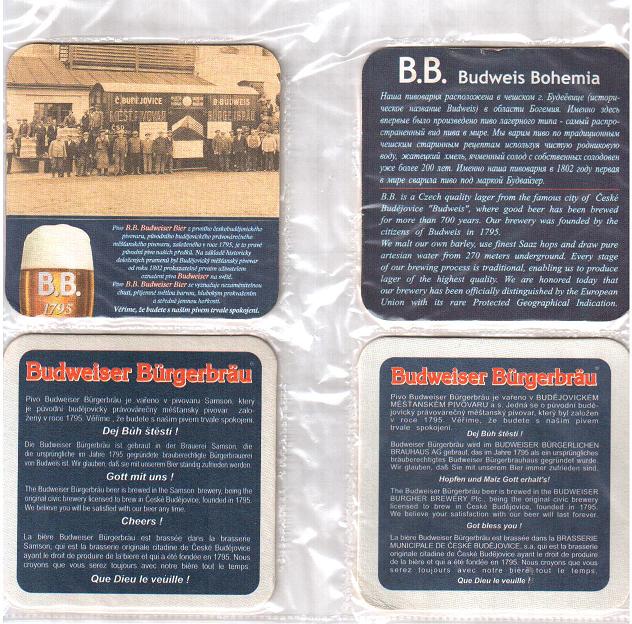 Č. BUDĚJOVICE
B-BUDWEIS
Pivo B.B. Budweiser Bier z prvního českobudějovického
pivovaru, původního budějovického právovárečného
měšťanského pivovaru, založeného v roce 1795, je to pravé
původní pivo našich předků. Na základě historicky
doložených pramenů byl Budějovický měšťanský pivovar
od roku 1802 prokazatelně prvním uživatelem
označení pivo Budweiser na světě.
Pivo B.B. Budweiser Bier se vyznačuje nezaměnitelnou
chutí, příjemně nažlou barvou, hlubokým prokvašením
a středně jemnou hořkostí.
Věříme, že budete s naším pivem trvale spokojeni.
B.B.
1795
B.B. Budweis Bohemia
Наша пивоварня расположена в чешском г. Будеёвице (истори-
ческое название Budweis) в области Богемия. Именно здесь
впервые было произведено пиво лагерного типа - самый распро-
страненный вид пива в мире. Мы варим пиво по традиционным
чешским старинным рецептам используя чистую родниковую
воду, жатецкий хмель, ячменный солод с собственных солодовен
уже более 200 лет. Именно наша пивоварня в 1802 году первая
в мире сварила пиво под маркой Будвайзер.
B.B. is a Czech quality lager from the famous city of České
Budějovice "Budweis", where good beer has been brewed
for more than 700 years. Our brewery was founded by the
citizens of Budweis in 1795.
We malt our own barley, use finest Saaz hops and draw pure
artesian water from 270 meters underground. Every stage
of our brewing process is traditional, enabling us to produce
lager of the highest quality. We are honored today that
our brewery has been officially distinguished by the European
Union with its rare Protected Geographical Indication.
Budweiser Bürgerbräu
Pivo Budweiser Bürgerbräu je vařeno v pivovaru Samson, který
je původní budějovický právovárečný měšťanský pivovar zalo-
žený v roce 1795. Věříme, že budete s naším pivem trvale spokojeni.
Dej Bůh štěstí !
Die Budweiser Bürgerbräu ist gebraut in der Brauerei Samson, die
die ursprüngliche im Jahre 1795 gegründete brauberechtigte Bürgerbrauerei
von Budweis ist. Wir glauben, daß sie mit unserem Bier ständig zufrieden werden.
Gott mit uns !
The Budweiser Bürgerbräu beer is brewed in the Samson brewery, being the
original civic brewery licensed to brew in České Budějovice, founded in 1795.
We believe you will be satisfied with our beer any time.
Cheers !
La bière Budweiser Bürgerbräu est brassée dans la brasserie
Samson, qui est la brasserie originale citadine de České Budějovice
ayant le droit de produire de la bière et qui a été fondée en 1795. Nous
croyons que vous serez toujours avec notre bière tout le temps.
Que Dieu le veuille !
Budweiser Bürgerbräu
Pivo Budweiser Bürgerbräu je vařeno v BUDĚJOVICKÉM
MĚŠŤANSKÉM PIVOVARU a s. Jedná se o původní budě-
jovický právovárečný měšťanský pivovar, který byl založen
v roce 1795. Věříme, že budete s naším pivem
trvale spokojeni.
Dej Bůh štěstí !
Budweiser Bürgerbräu wird im BUDWEISER BÜRGERLICHEN
BRAUHAUS AG gebraut, das im Jahre 1795 als ein ursprüngliches
brauberechtigtes Budweiser Bürgerbrauhaus gegründet wurde.
Wir glauben, daß Sie mit unserem Bier immer zufrieden sind.
Hopfen und Malz Gott erhalt's!
The Budweiser Bürgerbräu beer is brewed in the BUDWEISER
BURGHER BREWERY Plc., being the original civic brewery
licensed to brew in České Budějovice, founded in 1795.
We believe your satisfaction with our beer will last forever.
Got bless you !
La bière Budweiser Bürgerbräu est brassée dans la BRASSERIE
MUNICIPALE DE ČESKÉ BUDĚJOVICE, s.a, qui est la brasserie
originale citadine de České Budějovice ayant le droit de produire
de la bière et qui a été fondée en 1795. Nous croyons que vous
serez toujours avec notre bière tout le temps.
Que Dieu le veuille !